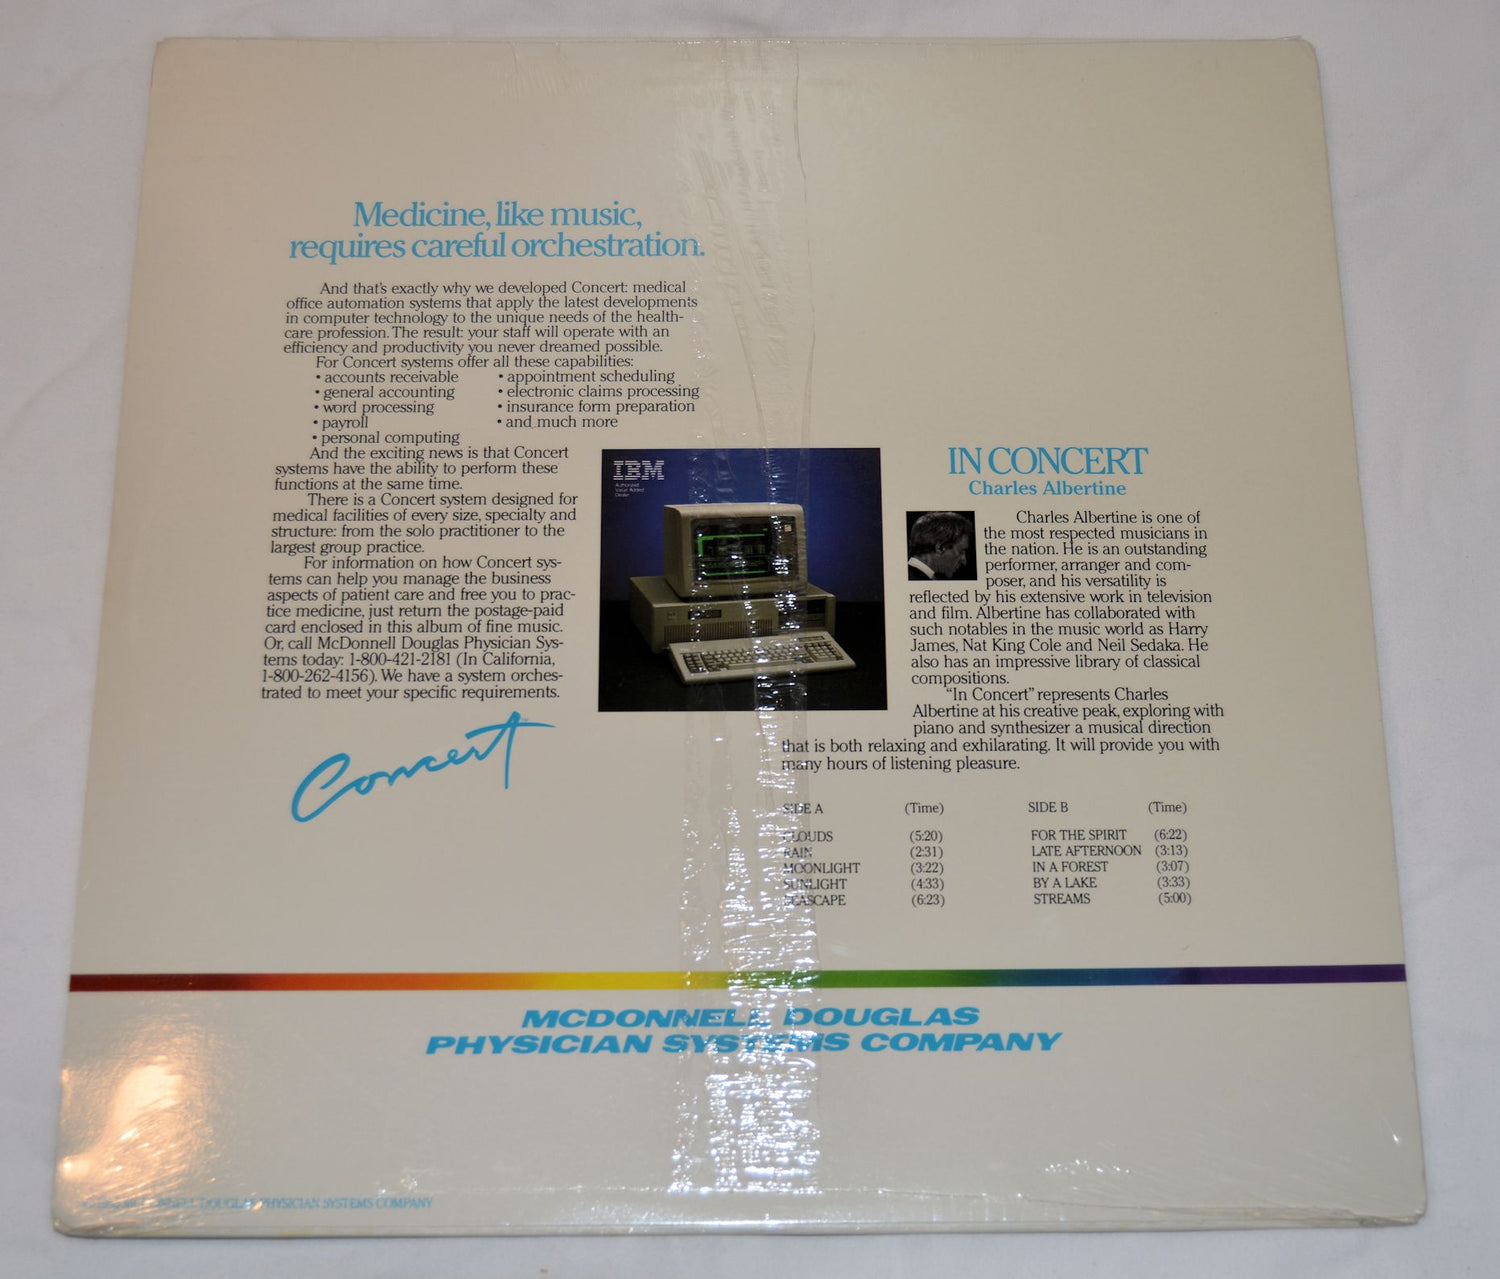 Medicine, like music,
requires careful orchestration.
And that's exactly why we developed Concert: medical
office automation systems that apply the latest developments
in computer technology to the unique needs of the health-
care profession. The result: your staff will operate with an
efficiency and productivity you never dreamed possible.
For Concert systems offer all these capabilities:
• accounts receivable
• general accounting
• word processing
• payroll
• personal computing
• appointment scheduling
• electronic claims processing
• insurance form preparation
• and much more
And the exciting news is that Concert
systems have the ability to perform these
functions at the same time.
There is a Concert system designed for
medical facilities of every size, specialty and
structure: from the solo practitioner to the
largest group practice.
For information on how Concert sys-
tems can help you manage the business
aspects of patient care and free you to prac-
tice medicine, just return the postage-paid
card enclosed in this album of fine music.
Or, call McDonnell Douglas Physician Sys-
tems today: 1-800-421-2181 (In California,
1-800-262-4156). We have a system orches-
trated to meet your specific requirements.
Concert
IBM
Authorized
Value Added
Dealer
IN CONCERT
Charles Albertine
Charles Albertine is one of
the most respected musicians in
the nation. He is an outstanding
performer, arranger and com-
poser, and his versatility is
reflected by his extensive work in television
and film. Albertine has collaborated with
such notables in the music world as Harry
James, Nat King Cole and Neil Sedaka. He
also has an impressive library of classical
compositions.
"In Concert" represents Charles
Albertine at his creative peak, exploring with
piano and synthesizer a musical direction
that is both relaxing and exhilarating. It will provide you with
many hours of listening pleasure.
SIDE A (Time)
CLOUDS (5:20)
RAIN (2:31)
MOONLIGHT (3:22)
SUNLIGHT (4:33)
SEASCAPE (6:23)
SIDE B (Time)
FOR THE SPIRIT (6:22)
LATE AFTERNOON (3:13)
IN A FOREST (3:07)
BY A LAKE (3:33)
STREAMS (5:00)
MCDONNELL DOUGLAS
PHYSICIAN SYSTEMS COMPANY
DOUGLAS PHYSICIAN SYSTEMS COMPANY